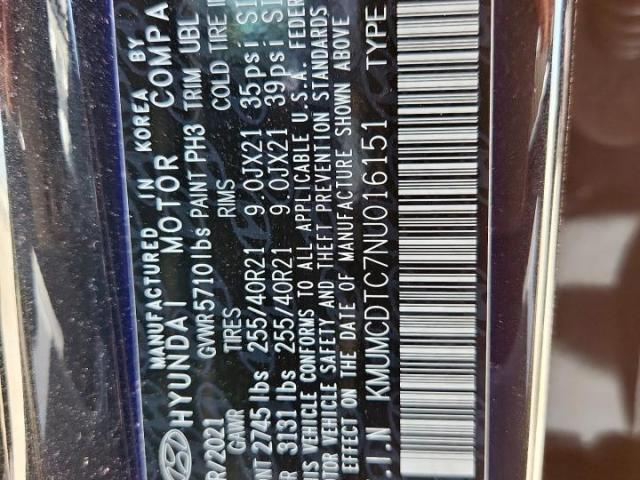 MANUFACTURED IN KOREA BY
HYUNDAI MOTOR COMPA
R/2021 GVWR 5710lbs PAINT PH3 TRIM UBL
GAWR TIRES RIMS COLD TIRE
NT 2745 lbs 255/40R21 9.0JX21 35psi
R 3131 lbs 255/40R21 9.0JX21 39psi
IS VEHICLE CONFORMS TO ALL APPLICABLE U.S.A. FEDER
MOTOR VEHICLE SAFETY AND THEFT PREVENTION STANDARDS
EFFECT ON THE DATE OF MANUFACTURE SHOWN ABOVE
.I.N KMUMCDTC7NU016151 TYPE